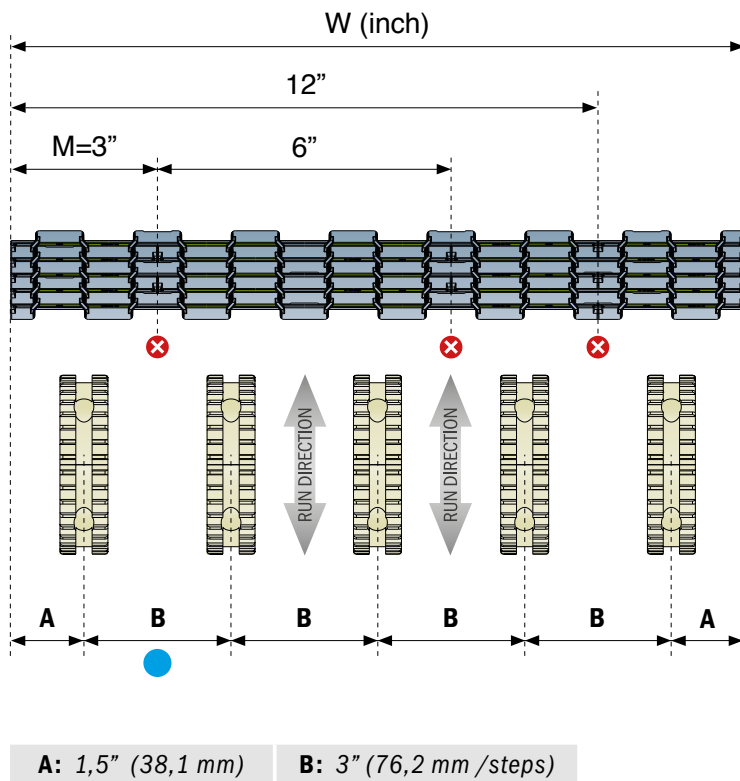 W (inch)
12”
M=3” 6”
RUN DIRECTION RUN DIRECTION
A B B B B A
A: 1,5” (38,1 mm) B: 3” (76,2 mm /steps)